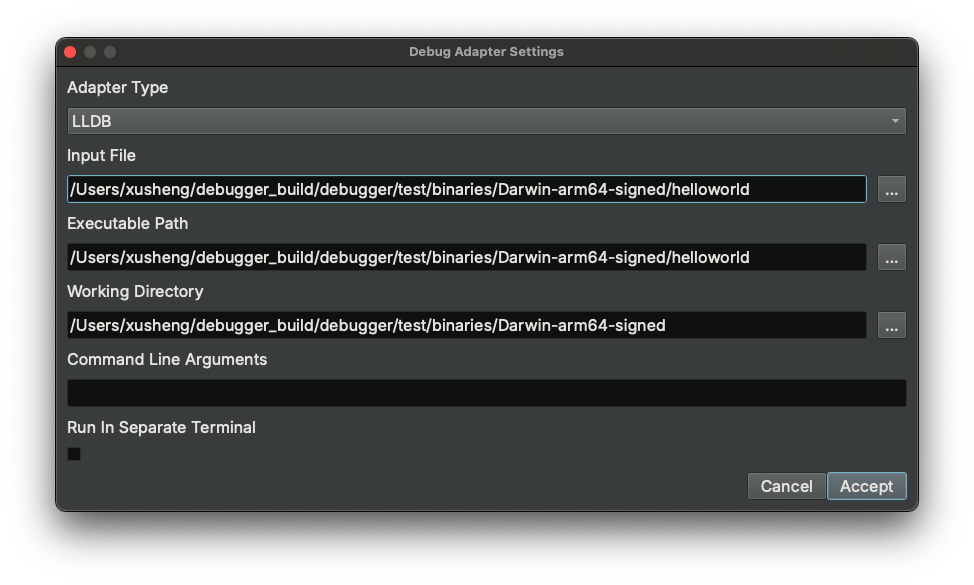 Debug Adapter Settings
Adapter Type
LLDB
Input File
/Users/xusheng/debugger_build/debugger/test/binaries/Darwin-arm64-signed/helloworld
...
Executable Path
/Users/xusheng/debugger_build/debugger/test/binaries/Darwin-arm64-signed/helloworld
...
Working Directory
/Users/xusheng/debugger_build/debugger/test/binaries/Darwin-arm64-signed
...
Command Line Arguments
Run In Separate Terminal
Cancel Accept